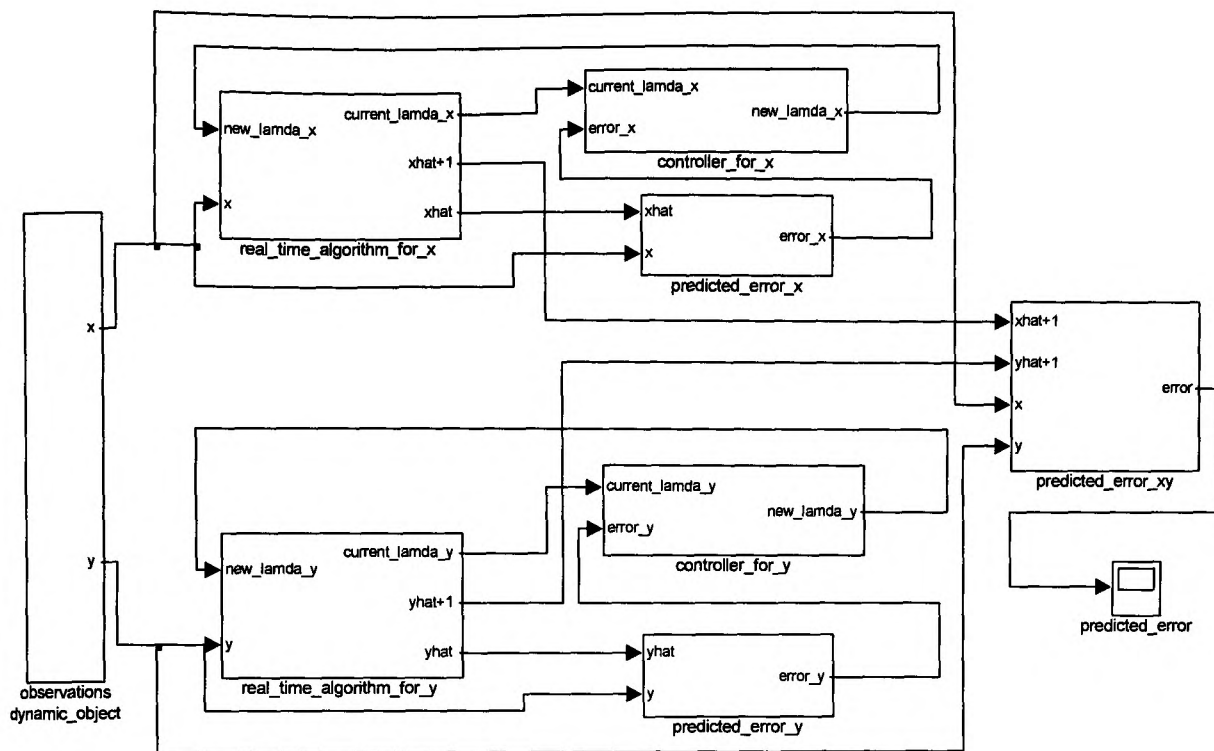 current_lamda_x
new_lamda_x
xhat+1
x
xhat
real_time_algorithm_for_x
current_lamda_x
new_lamda_x
error_x
controller_for_x
xhat
error_x
x
predicted_error_x
x
y
observations
dynamic_object
xhat+1
yhat+1
error
x
y
predicted_error_xy
current_lamda_y
new_lamda_y
error_y
controller_for_y
current_lamda_y
new_lamda_y
yhat+1
y
yhat
real_time_algorithm_for_y
yhat
error_y
y
predicted_error_y
predicted_error